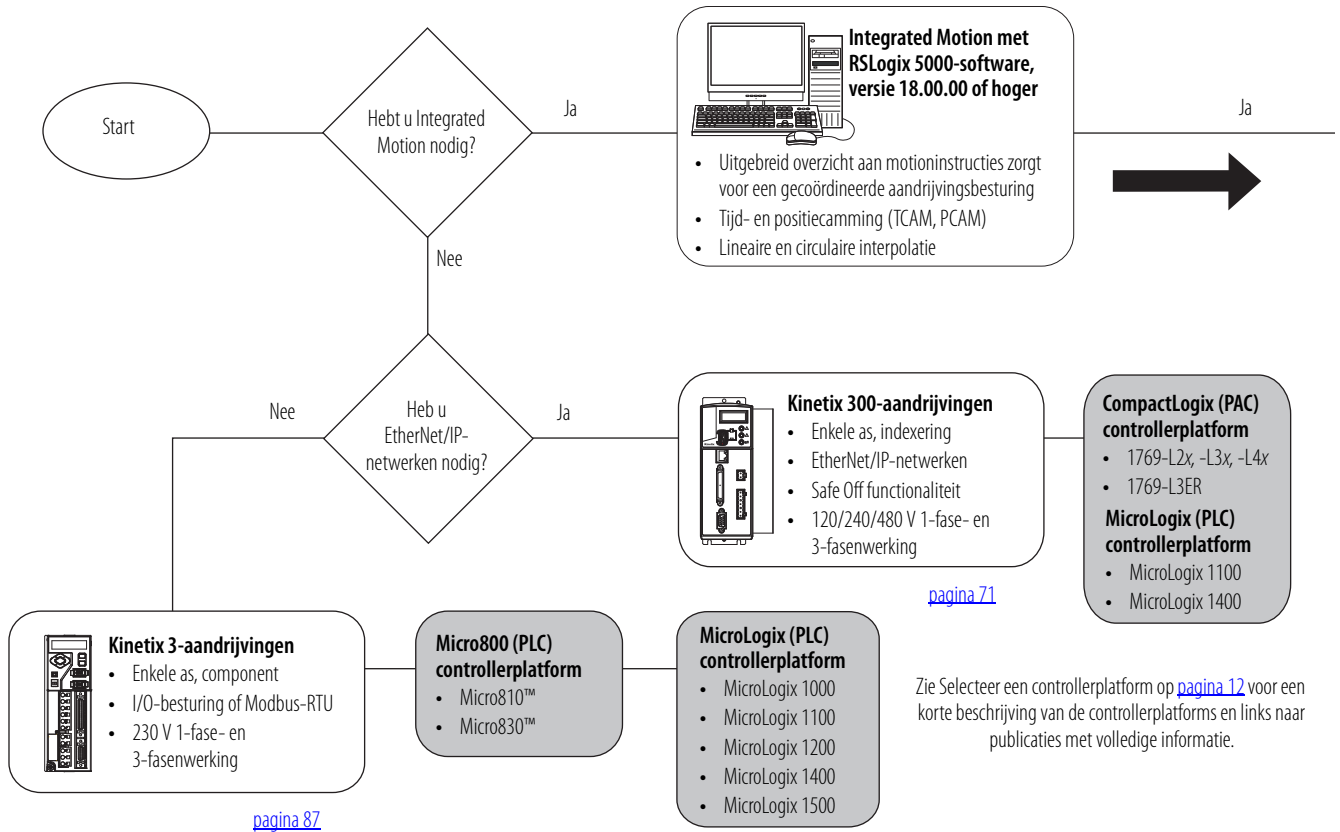 Start
Hebt u Integrated
Motion nodig?
Ja
Integrated Motion met
RSLogix 5000-software,
versie 18.00.00 of hoger
• Uitgebreid overzicht aan motioninstructies zorgt
voor een gecoördineerde aandrijvingsbesturing
• Tijd- en positiecamming (TCAM, PCAM)
• Lineaire en circulaire interpolatie
Ja
Nee
Heb u
EtherNet/IP-
netwerken nodig?
Nee
Ja
Kinetix 300-aandrijvingen
• Enkele as, indexering
• EtherNet/IP-netwerken
• Safe Off functionaliteit
• 120/240/480 V 1-fase- en
3-fasenwerking
pagina 71
CompactLogix (PAC)
controllerplatform
• 1769-L2x, -L3x, -L4x
• 1769-L3ER
MicroLogix (PLC)
controllerplatform
• MicroLogix 1100
• MicroLogix 1400
Kinetix 3-aandrijvingen
• Enkele as, component
• I/O-besturing of Modbus-RTU
• 230 V 1-fase- en
3-fasenwerking
pagina 87
Micro800 (PLC)
controllerplatform
• Micro810™
• Micro830™
MicroLogix (PLC)
controllerplatform
• MicroLogix 1000
• MicroLogix 1100
• MicroLogix 1200
• MicroLogix 1400
• MicroLogix 1500
Zie Selecteer een controllerplatform op pagina 12 voor een
korte beschrijving van de controllerplatforms en links naar
publicaties met volledige informatie.